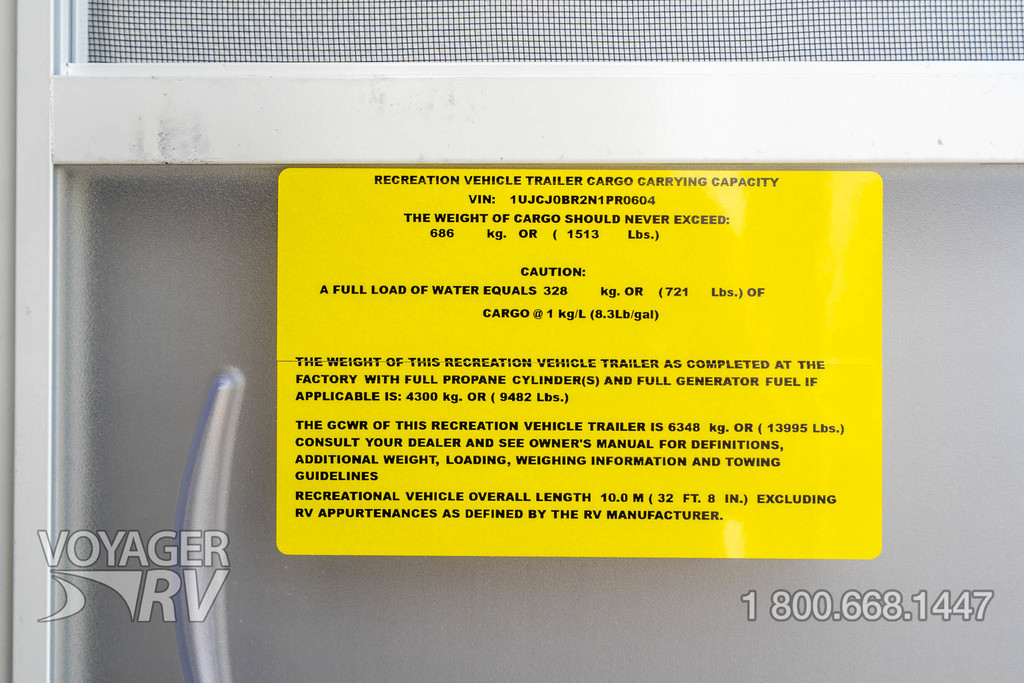 RECREATION VEHICLE TRAILER CARGO CARRYING CAPACITY
VIN: 1UJCJ0BR2N1PR0604
THE WEIGHT OF CARGO SHOULD NEVER EXCEED:
686 kg. OR ( 1513 Lbs.)
CAUTION:
A FULL LOAD OF WATER EQUALS 328 kg. OR (721 Lbs.) OF
CARGO @ 1 kg/L (8.3Lb/gal)
THE WEIGHT OF THIS RECREATION VEHICLE TRAILER AS COMPLETED AT THE
FACTORY WITH FULL PROPANE CYLINDER(S) AND FULL GENERATOR FUEL IF
APPLICABLE IS: 4300 kg. OR ( 9482 Lbs.)
THE GCWR OF THIS RECREATION VEHICLE TRAILER IS 6348 kg. OR ( 13995 Lbs.)
CONSULT YOUR DEALER AND SEE OWNER'S MANUAL FOR DEFINITIONS,
ADDITIONAL WEIGHT, LOADING, WEIGHING INFORMATION AND TOWING
GUIDELINES
RECREATIONAL VEHICLE OVERALL LENGTH 10.0 M ( 32 FT. 8 IN.) EXCLUDING
RV APPURTENANCES AS DEFINED BY THE RV MANUFACTURER.
VOYAGER
RV
1 800.668.1447